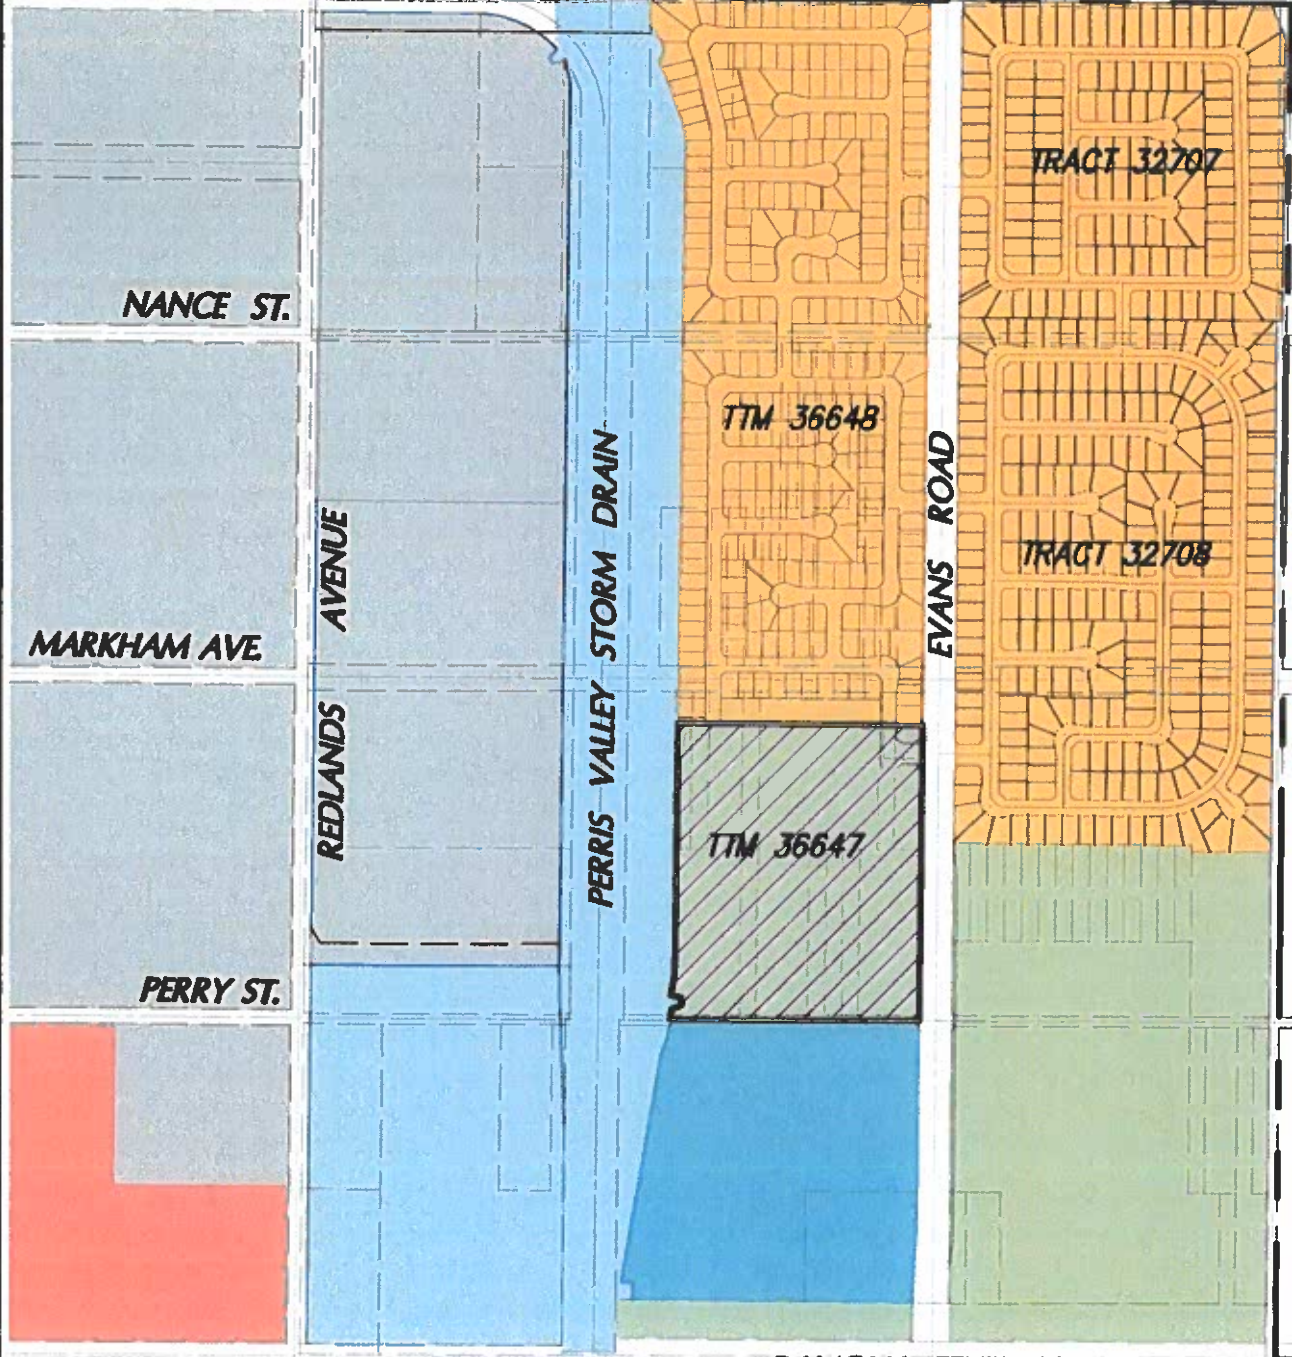 TRACT 32707
NANCE ST.
TTM 36648
EVANS ROAD
PERRIS VALLEY STORM DRAIN
REDLANDS AVENUE
TRACT 32708
MARKHAM AVE.
TTM 36647
PERRY ST.